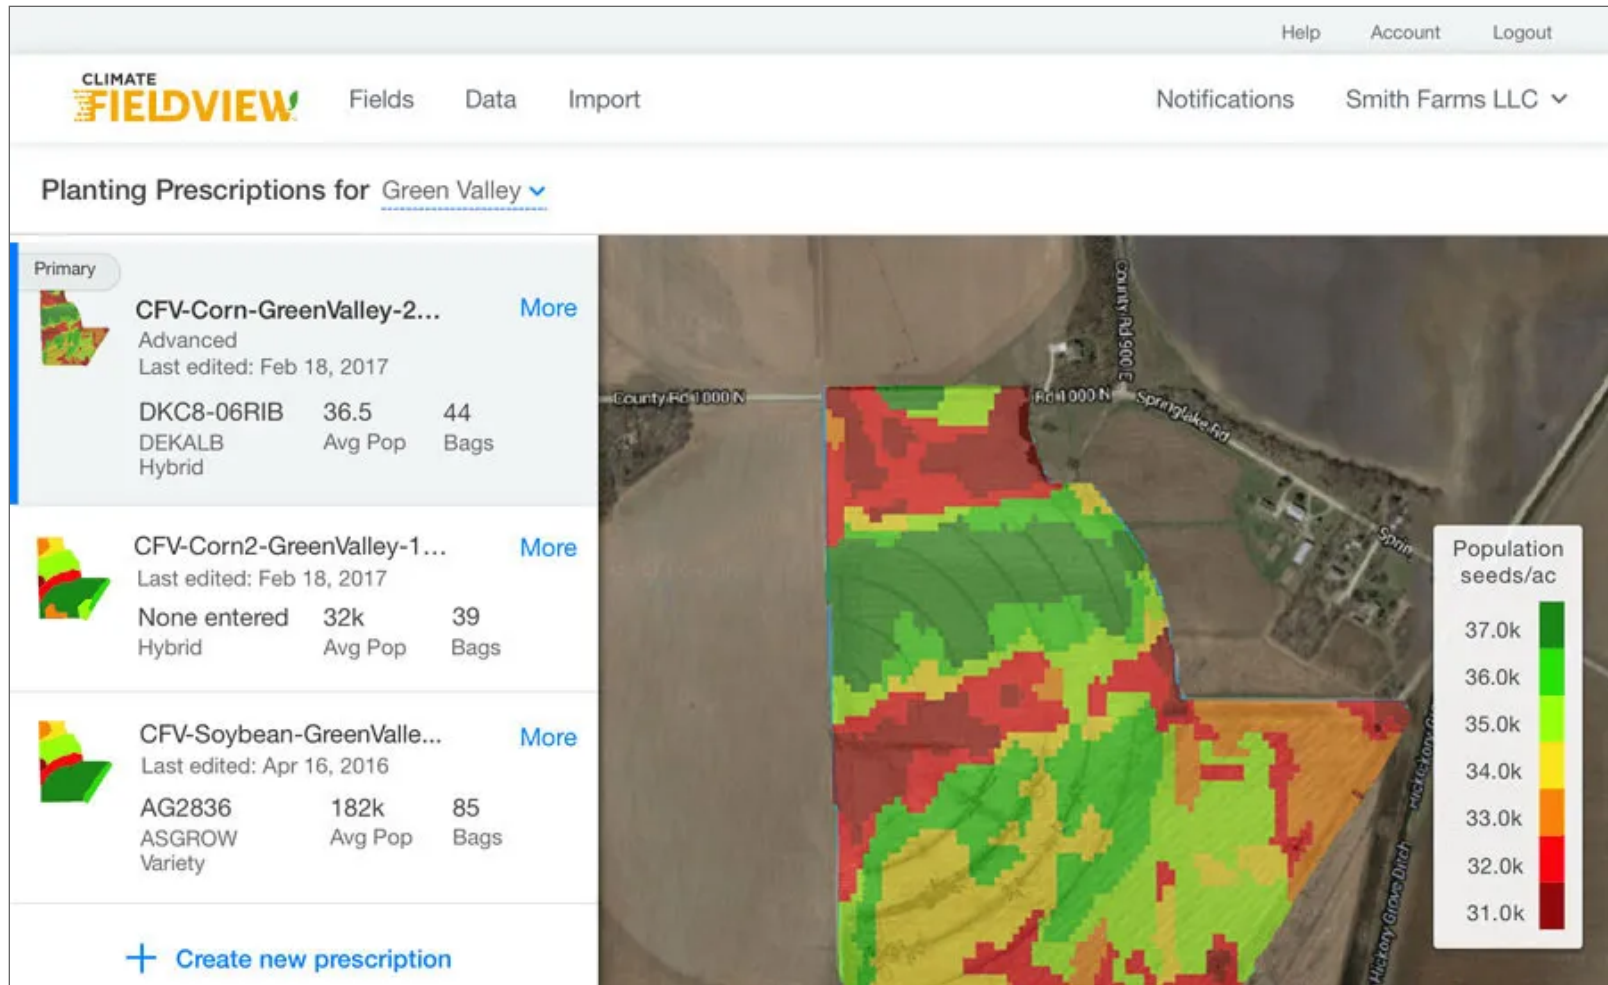 Help Account Logout
CLIMATE
FIELDVIEW
Fields Data Import
Notifications Smith Farms LLC
Planting Prescriptions for Green Valley
Primary
CFV-Corn-GreenValley-2... More
Advanced
Last edited: Feb 18, 2017
DKC8-06RIB 36.5 44
DEKALB Avg Pop Bags
Hybrid
CFV-Corn2-GreenValley-1... More
Last edited: Feb 18, 2017
None entered 32k 39
Hybrid Avg Pop Bags
CFV-Soybean-GreenValle... More
Last edited: Apr 16, 2016
AG2836 182k 85
ASGROW Avg Pop Bags
Variety
+ Create new prescription
County Rd 900 E
County Rd 1000 N
Rd 1000 N
Springlake Rd
Sprin
Population
seeds/ac
37.0k
36.0k
35.0k
34.0k
33.0k
32.0k
31.0k
Hickory Grove Ditch